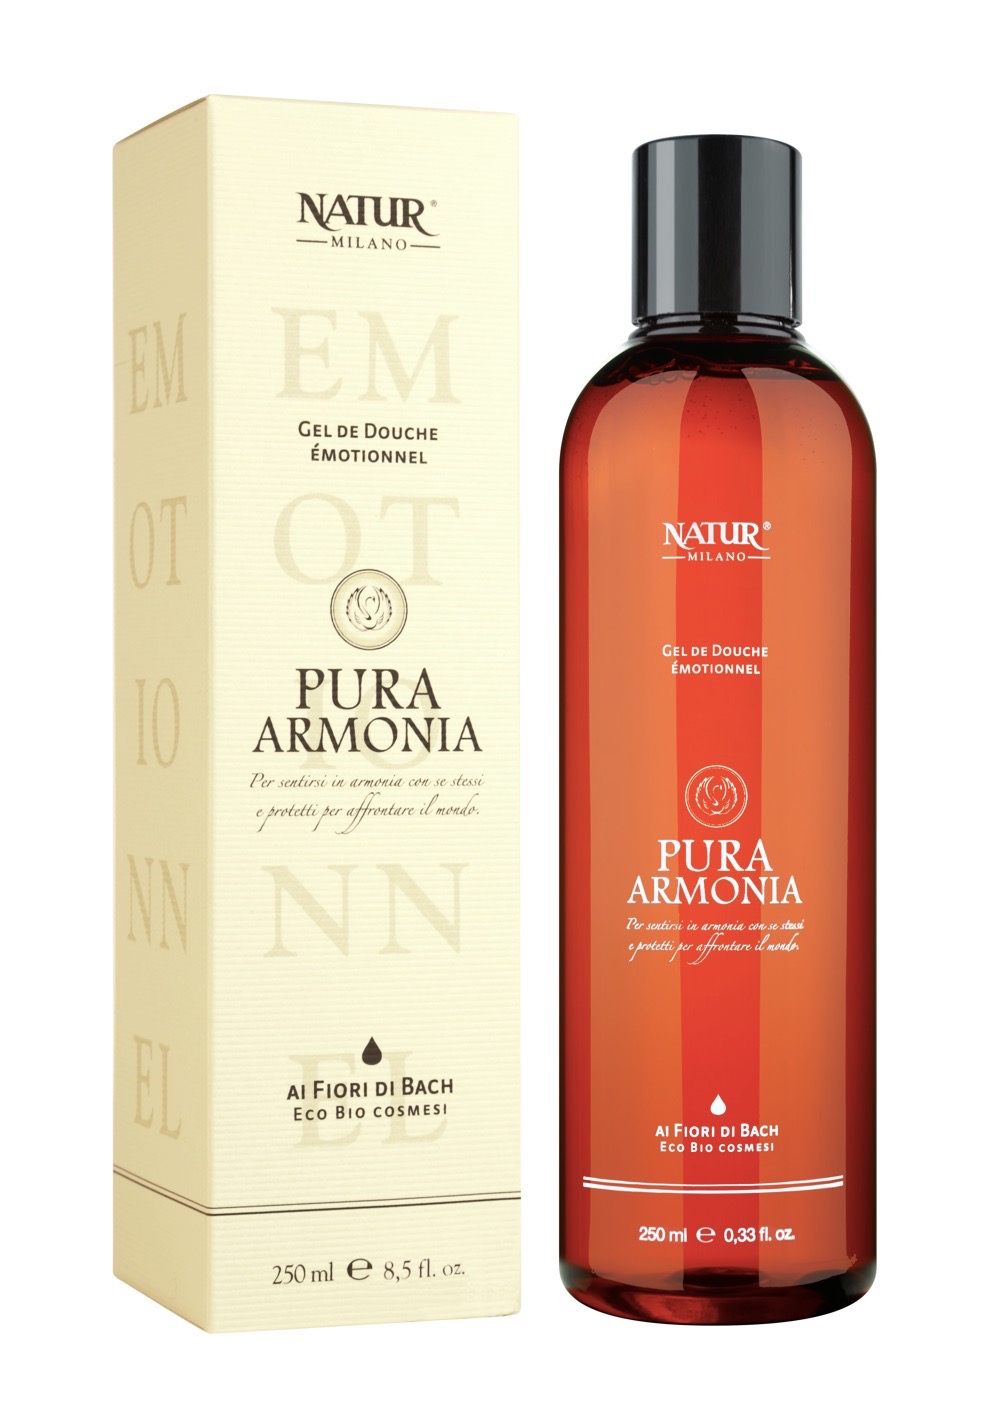 NATUR®
MILANO
EM
GEL DE DOUCHE
ÉMOTIONNEL
OT
IO
PURA
ARMONIA
Per sentirsi in armonia con se stessi
e protetti per affrontare il mondo.
NN
EL
AI FIORI DI BACH
ECO BIO COSMESI
250 ml ℮ 8,5 fl. oz.
EM
OT
IO
NN
EL
NATUR®
MILANO
GEL DE DOUCHE
ÉMOTIONNEL
PURA
ARMONIA
Per sentirsi in armonia con se stessi
e protetti per affrontare il mondo.
AI FIORI DI BACH
ECO BIO COSMESI
250 ml ℮ 0,33 fl. oz.